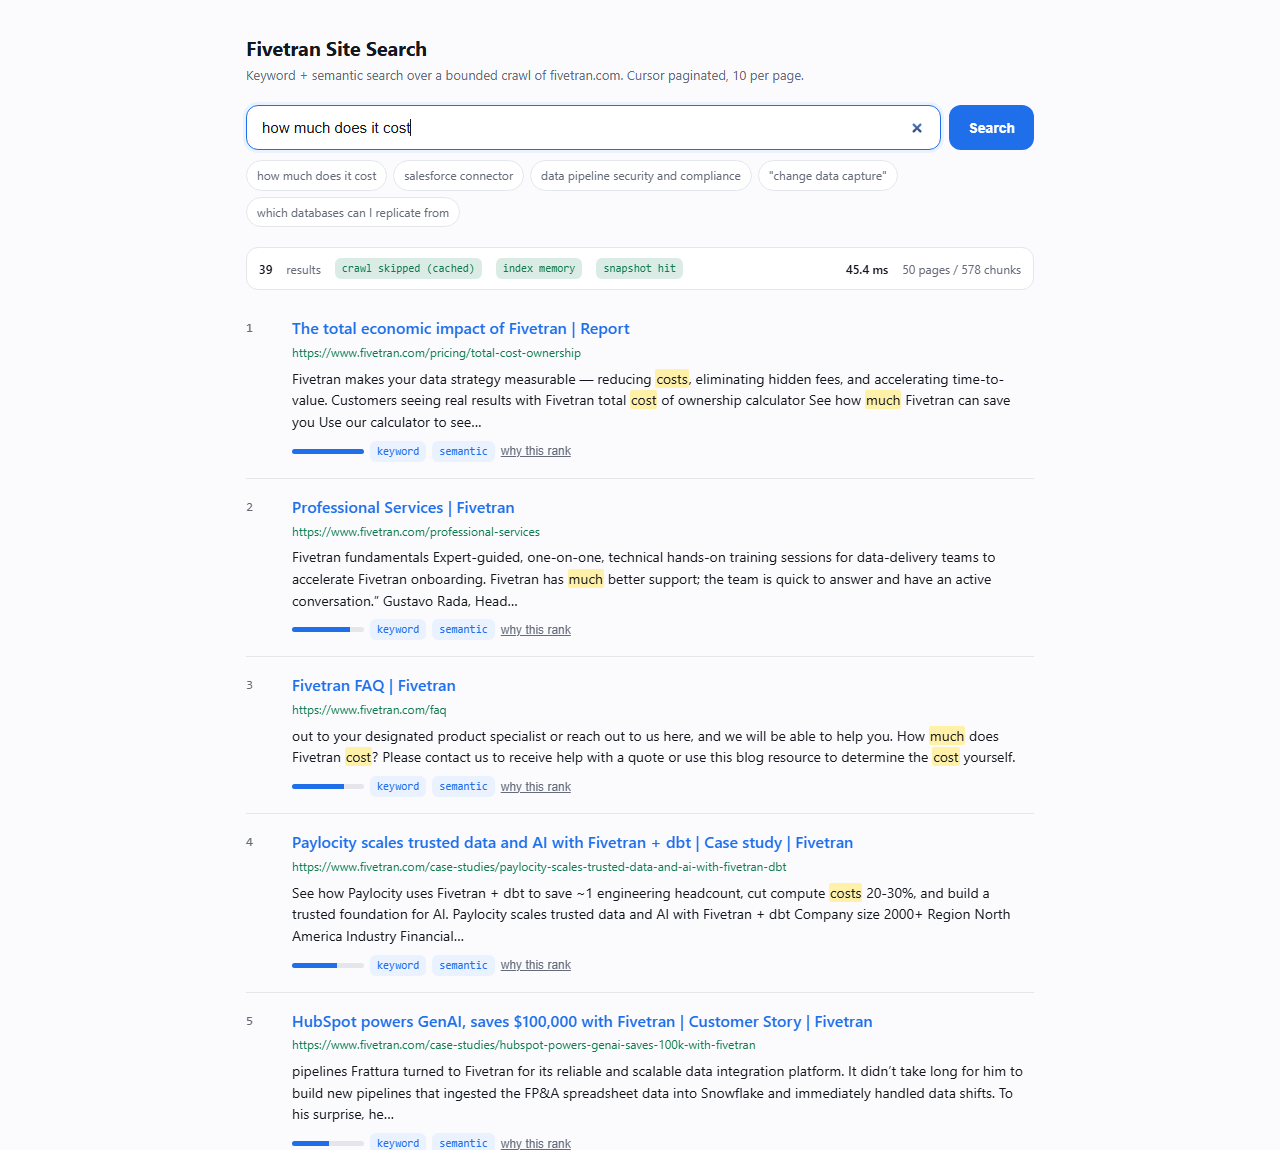 Fivetran Site Search
Keyword + semantic search over a bounded crawl of fivetran.com. Cursor paginated, 10 per page.
how much does it cost
✕
Search
how much does it cost
salesforce connector
data pipeline security and compliance
"change data capture"
which databases can I replicate from
39 results crawl skipped (cached) index memory snapshot hit 45.4 ms 50 pages / 578 chunks
1
The total economic impact of Fivetran | Report
https://www.fivetran.com/pricing/total-cost-ownership
Fivetran makes your data strategy measurable — reducing costs, eliminating hidden fees, and accelerating time-to-
value. Customers seeing real results with Fivetran total cost of ownership calculator See how much Fivetran can save
you Use our calculator to see…
keyword semantic why this rank
2
Professional Services | Fivetran
https://www.fivetran.com/professional-services
Fivetran fundamentals Expert-guided, one-on-one, technical hands-on training sessions for data-delivery teams to
accelerate Fivetran onboarding. Fivetran has much better support; the team is quick to answer and have an active
conversation.” Gustavo Rada, Head…
keyword semantic why this rank
3
Fivetran FAQ | Fivetran
https://www.fivetran.com/faq
out to your designated product specialist or reach out to us here, and we will be able to help you. How much does
Fivetran cost? Please contact us to receive help with a quote or use this blog resource to determine the cost yourself.
keyword semantic why this rank
4
Paylocity scales trusted data and AI with Fivetran + dbt | Case study | Fivetran
https://www.fivetran.com/case-studies/paylocity-scales-trusted-data-and-ai-with-fivetran-dbt
See how Paylocity uses Fivetran + dbt to save ~1 engineering headcount, cut compute costs 20-30%, and build a
trusted foundation for AI. Paylocity scales trusted data and AI with Fivetran + dbt Company size 2000+ Region North
America Industry Financial…
keyword semantic why this rank
5
HubSpot powers GenAI, saves $100,000 with Fivetran | Customer Story | Fivetran
https://www.fivetran.com/case-studies/hubspot-powers-genai-saves-100k-with-fivetran
pipelines Frattura turned to Fivetran for its reliable and scalable data integration platform. It didn’t take long for him to
build new pipelines that ingested the FP&A spreadsheet data into Snowflake and immediately handled data shifts. To
his surprise, he…
keyword semantic why this rank